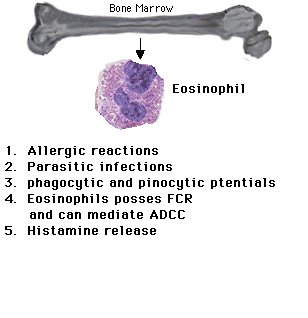 Bone Marrow
Eosinophil
1. Allergic reactions
2. Parasitic infections
3. phagocytic and pinocytic ptentials
4. Eosinophils posses FCR
and can mediate ADCC
5. Histamine release